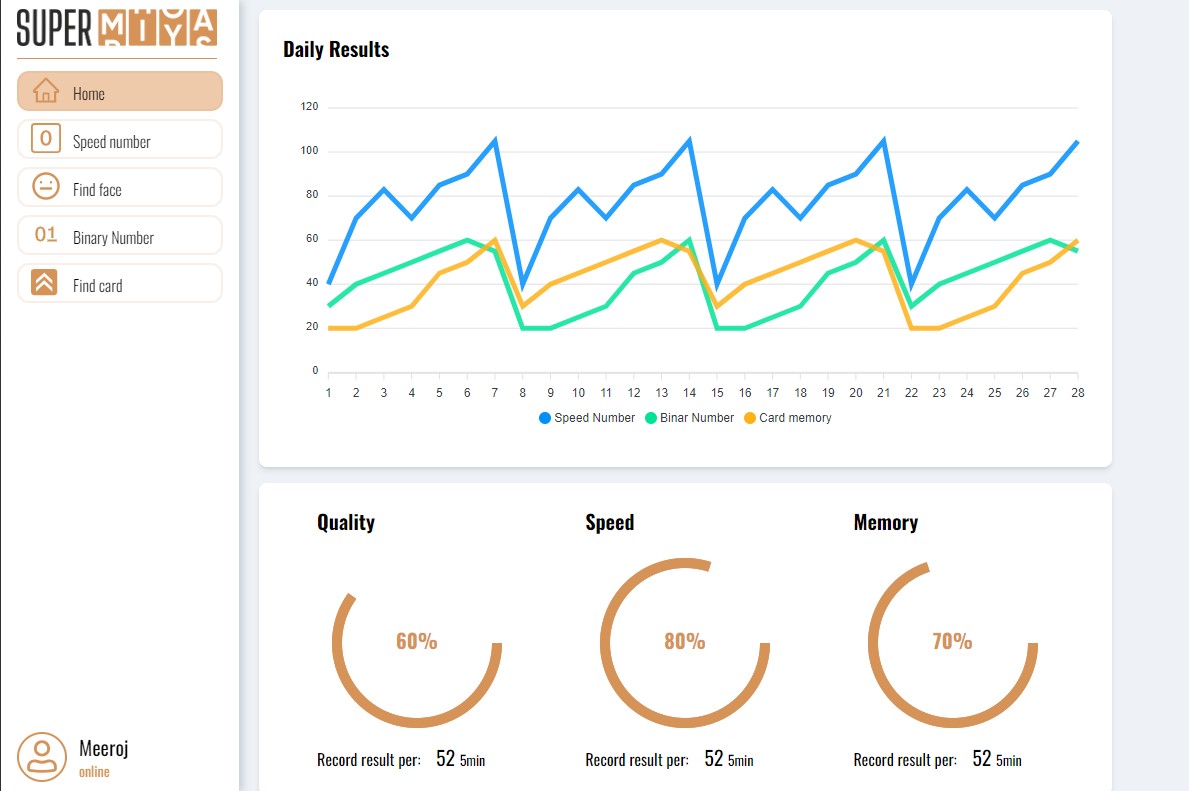 SUPER
Home
0 Speed number
Find face
01 Binary Number
Find card
Meeroj
online
Daily Results
120
100
80
60
40
20
0
1 2 3 4 5 6 7 8 9 10 11 12 13 14 15 16 17 18 19 20 21 22 23 24 25 26 27 28
Speed Number Binar Number Card memory
Quality Speed Memory
60% 80% 70%
Record result per: 52 5min Record result per: 52 5min Record result per: 52 5min